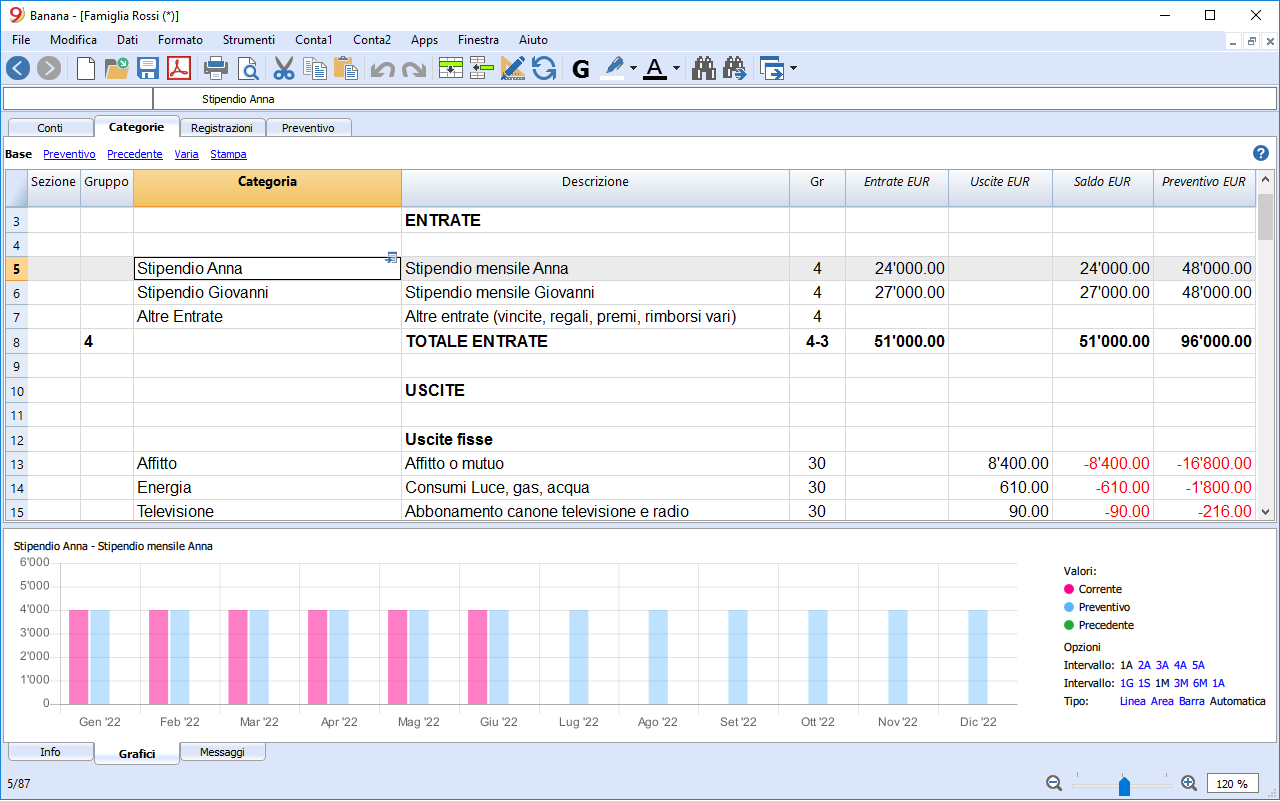 Banana - [Famiglia Rossi (*)]
File Modifica Dati Formato Strumenti Conta1 Conta2 Apps Finestra Aiuto
G A
Stipendio Anna
Conti Categorie Registrazioni Preventivo
Base Preventivo Precedente Varia Stampa
Sezione Gruppo Categoria Descrizione Gr Entrate EUR Uscite EUR Saldo EUR Preventivo EUR
3 ENTRATE
4
5 Stipendio Anna Stipendio mensile Anna 4 24'000.00 24'000.00 48'000.00
6 Stipendio Giovanni Stipendio mensile Giovanni 4 27'000.00 27'000.00 48'000.00
7 Altre Entrate Altre entrate (vincite, regali, premi, rimborsi vari) 4
8 4 TOTALE ENTRATE 4-3 51'000.00 51'000.00 96'000.00
9
10 USCITE
11
12 Uscite fisse
13 Affitto Affitto o mutuo 30 8'400.00 -8'400.00 -16'800.00
14 Energia Consumi Luce, gas, acqua 30 610.00 -610.00 -1'800.00
15 Televisione Abbonamento canone televisione e radio 30 90.00 -90.00 -216.00
Stipendio Anna - Stipendio mensile Anna
6'000
5'000
4'000
3'000
2'000
1'000
0
Gen '22 Feb '22 Mar '22 Apr '22 Mag '22 Giu '22 Lug '22 Ago '22 Set '22 Ott '22 Nov '22 Dic '22
Valori:
Corrente
Preventivo
Precedente
Opzioni
Intervallo: 1A 2A 3A 4A 5A
Intervallo: 1G 1S 1M 3M 6M 1A
Tipo: Linea Area Barra Automatica
Info Grafici Messaggi
5/87 120 %